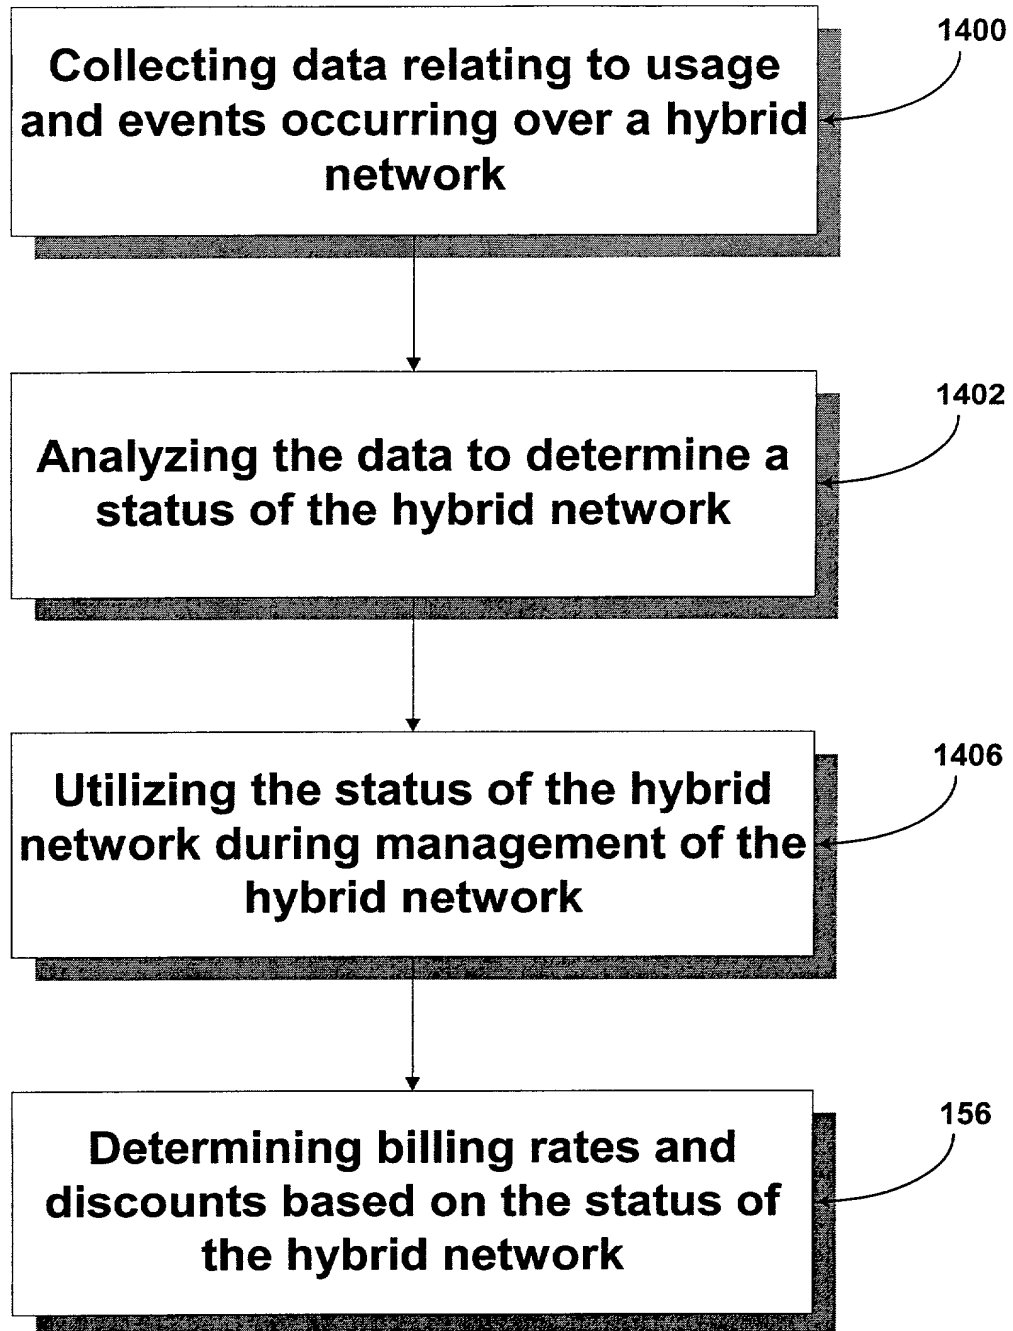 Collecting data relating to usage
and events occurring over a hybrid
network
1400
Analyzing the data to determine a
status of the hybrid network
1402
Utilizing the status of the hybrid
network during management of the
hybrid network
1406
Determining billing rates and
discounts based on the status of
the hybrid network
156